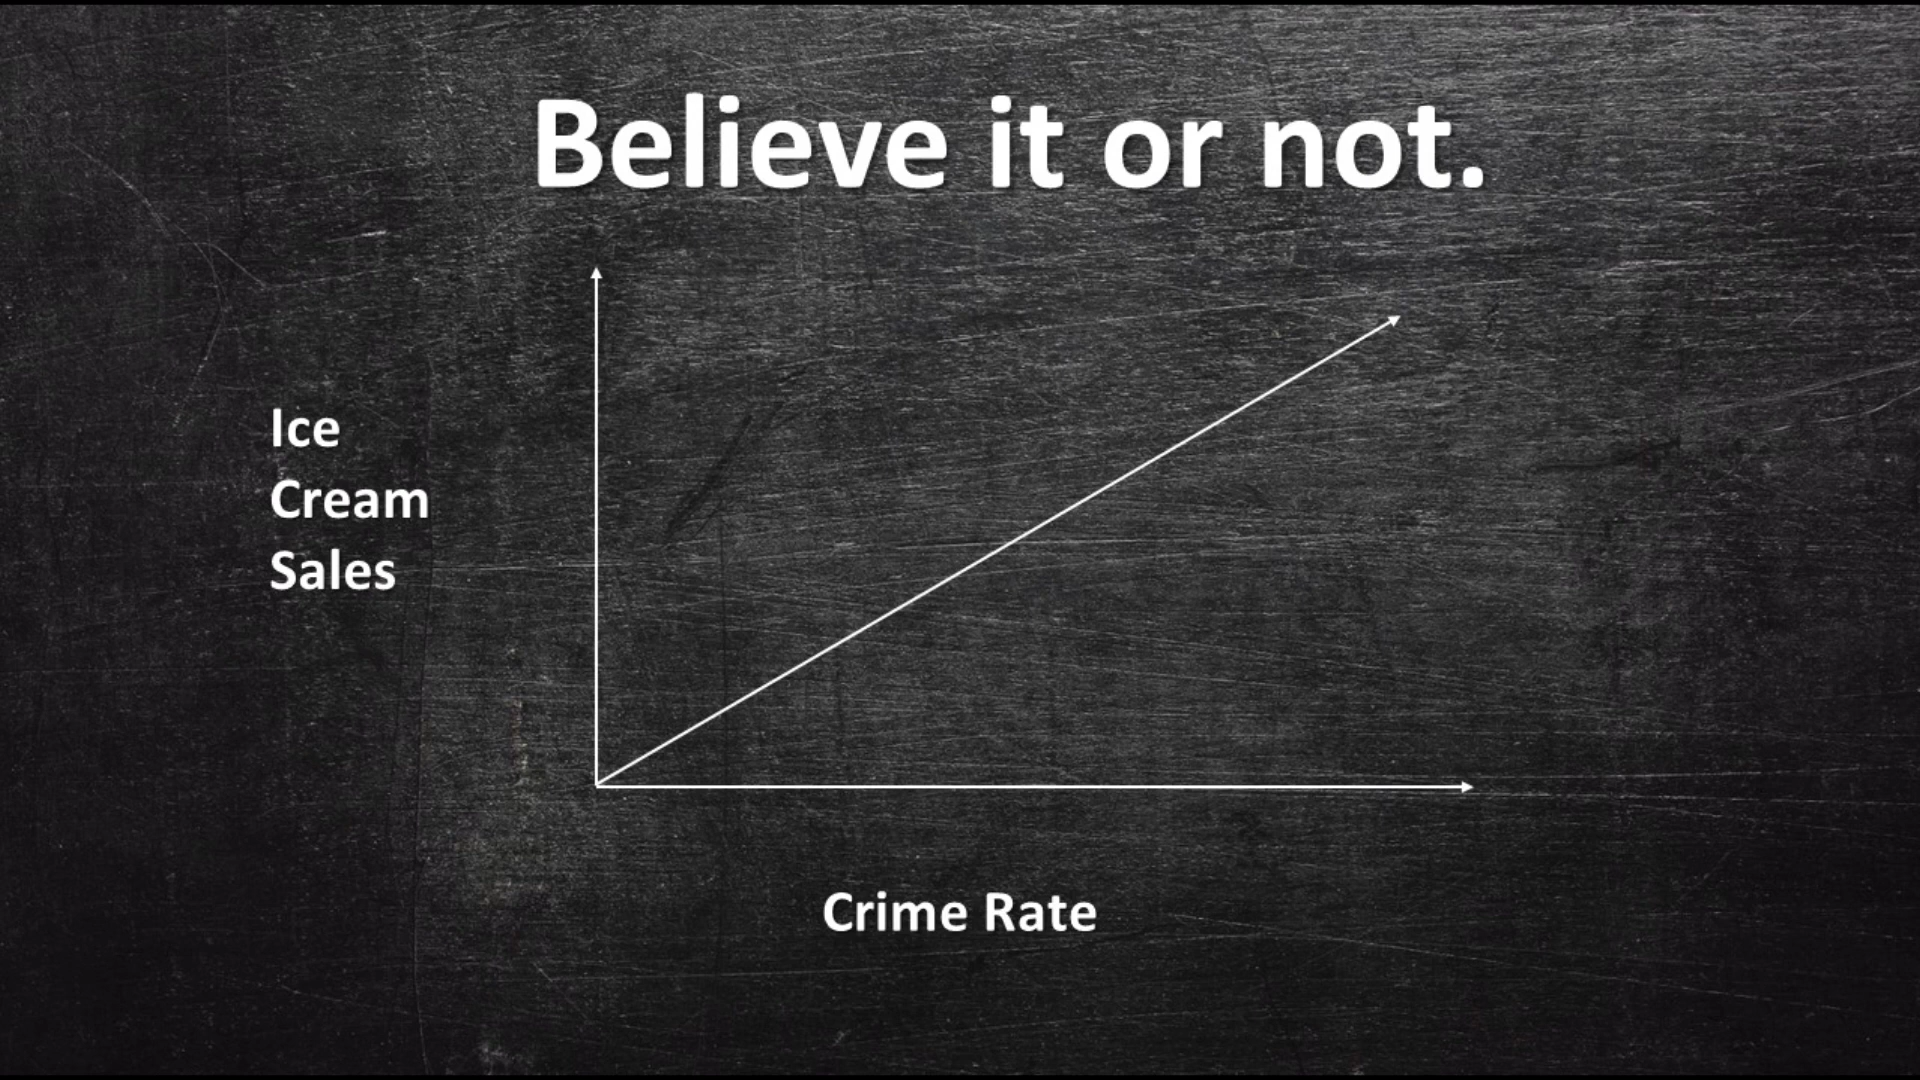 Believe it or not.
Ice
Cream
Sales
Crime Rate